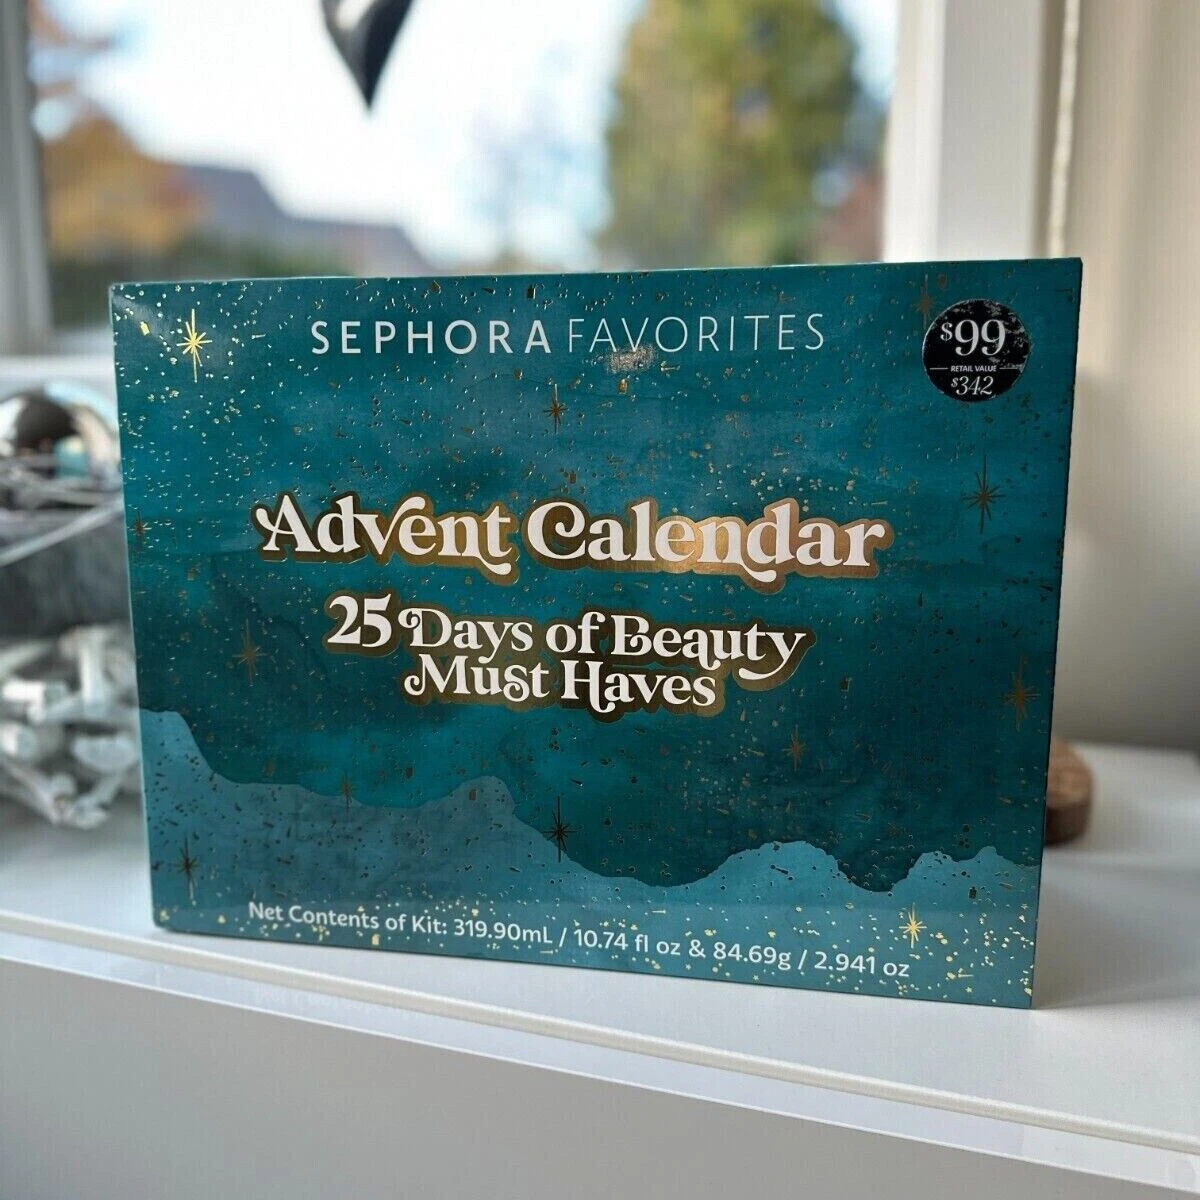 SEPHORA FAVORITES
$99
RETAIL VALUE
$342
Advent Calendar
25 Days of Beauty
Must Haves
Net Contents of Kit: 319.90mL / 10.74 fl oz & 84.69g / 2.941 oz